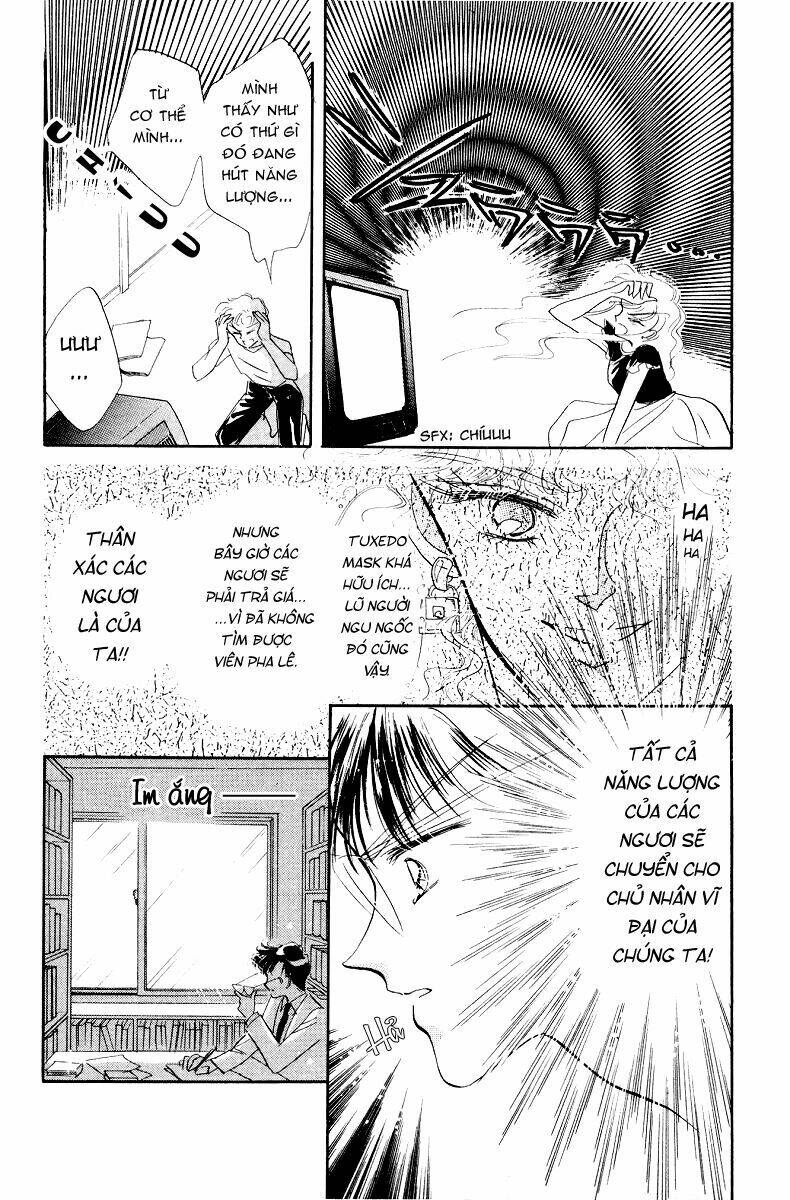 MÌNH
THẤY NHƯ
CÓ THỨ GÌ
ĐÓ ĐANG
HÚT NĂNG
LƯỢNG...
TỪ
CƠ THỂ
MÌNH...
CHÍUU
ƯƯƯ
...
SFX: CHÍUUU
HA
HA
HA
TUXEDO
MASK KHÁ
HỮU ÍCH...
LŨ NGƯỜI
NGU NGỐC
ĐÓ CŨNG
VẬY.
NHƯNG
BÂY GIỜ CÁC
NGƯƠI SẼ
PHẢI TRẢ GIÁ...
...VÌ ĐÃ KHÔNG
TÌM ĐƯỢC
VIÊN PHA LÊ.
THÂN
XÁC CÁC
NGƯƠI
LÀ CỦA
TA!!
TẤT CẢ
NĂNG LƯỢNG
CỦA CÁC
NGƯƠI SẼ
CHUYỂN CHO
CHỦ NHÂN VĨ
ĐẠI CỦA
CHÚNG TA!
Hả
Im ắng